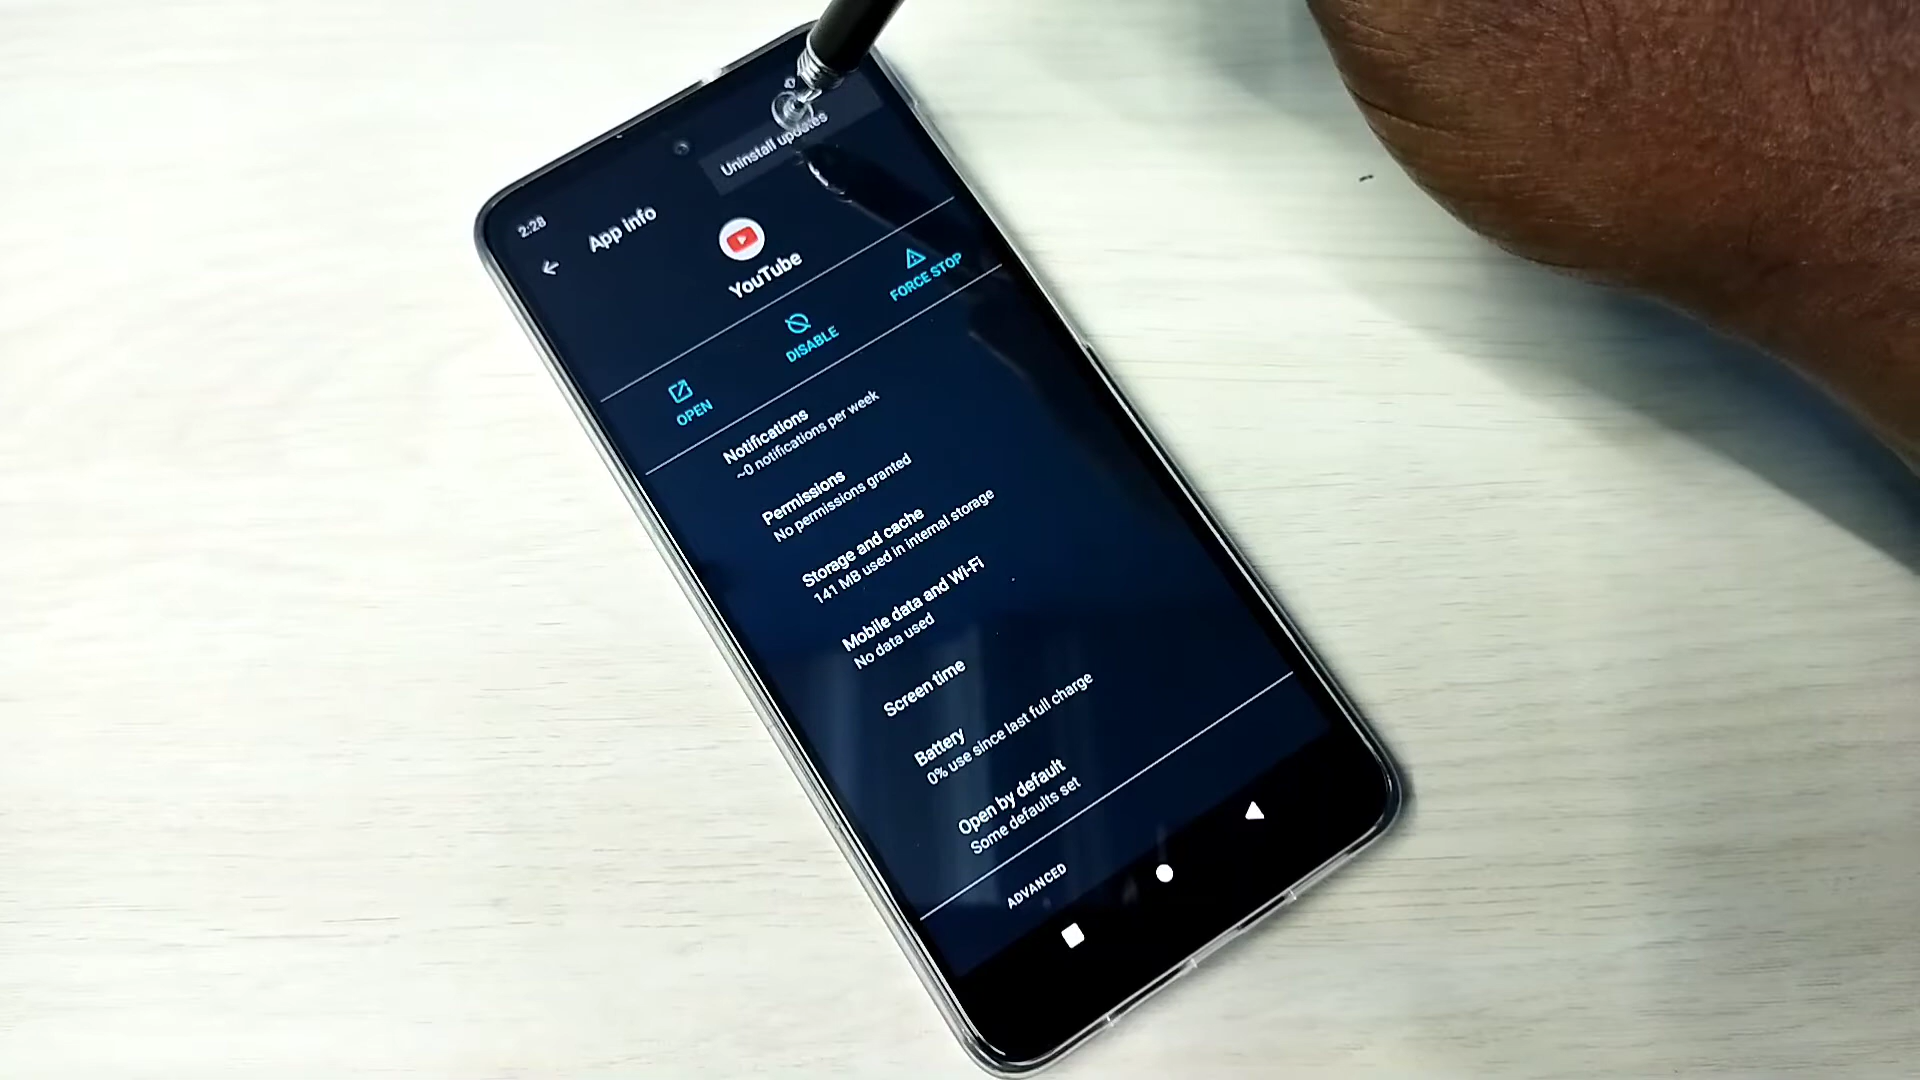 2:28
Uninstall updates
App info
YouTube
OPEN
DISABLE
FORCE STOP
Notifications
~0 notifications per week
Permissions
No permissions granted
Storage and cache
141 MB used in internal storage
Mobile data and Wi-Fi
No data used
Screen time
Battery
0% use since last full charge
Open by default
Some defaults set
ADVANCED